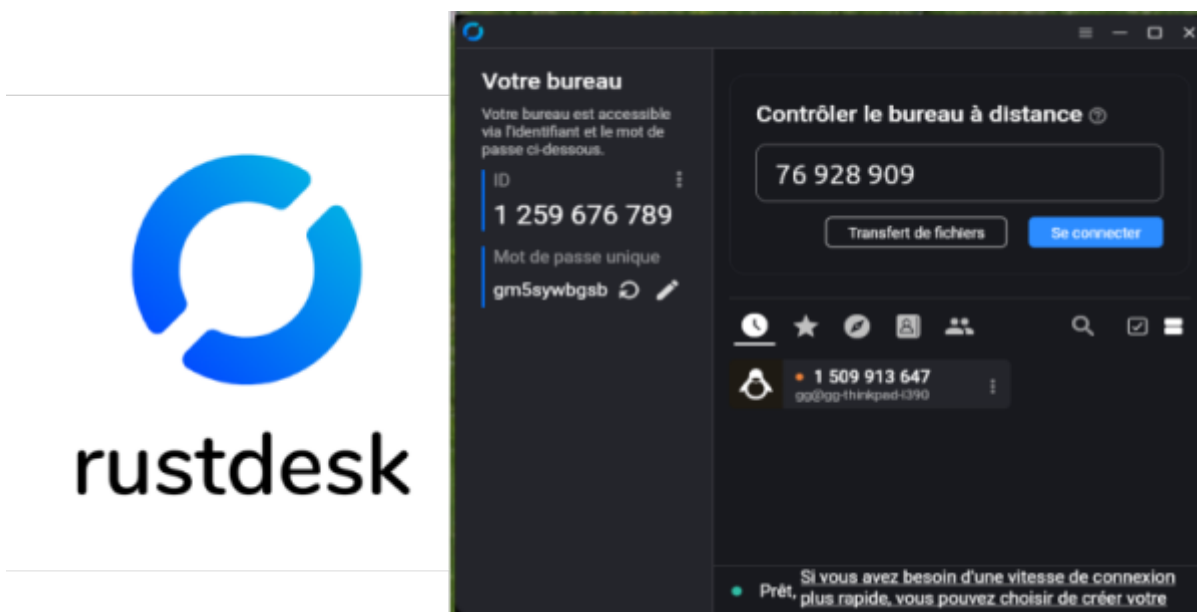 rustdesk
Votre bureau
Votre bureau est accessible
via l'identifiant et le mot de
passe ci-dessous.
ID
1 259 676 789
Mot de passe unique
gm5sywbgsb
Contrôler le bureau à distance
76 928 909
Transfert de fichiers
Se connecter
1 509 913 647
gg@gg-thinkpad-l390
Prêt, Si vous avez besoin d'une vitesse de connexion
plus rapide, vous pouvez choisir de créer votre